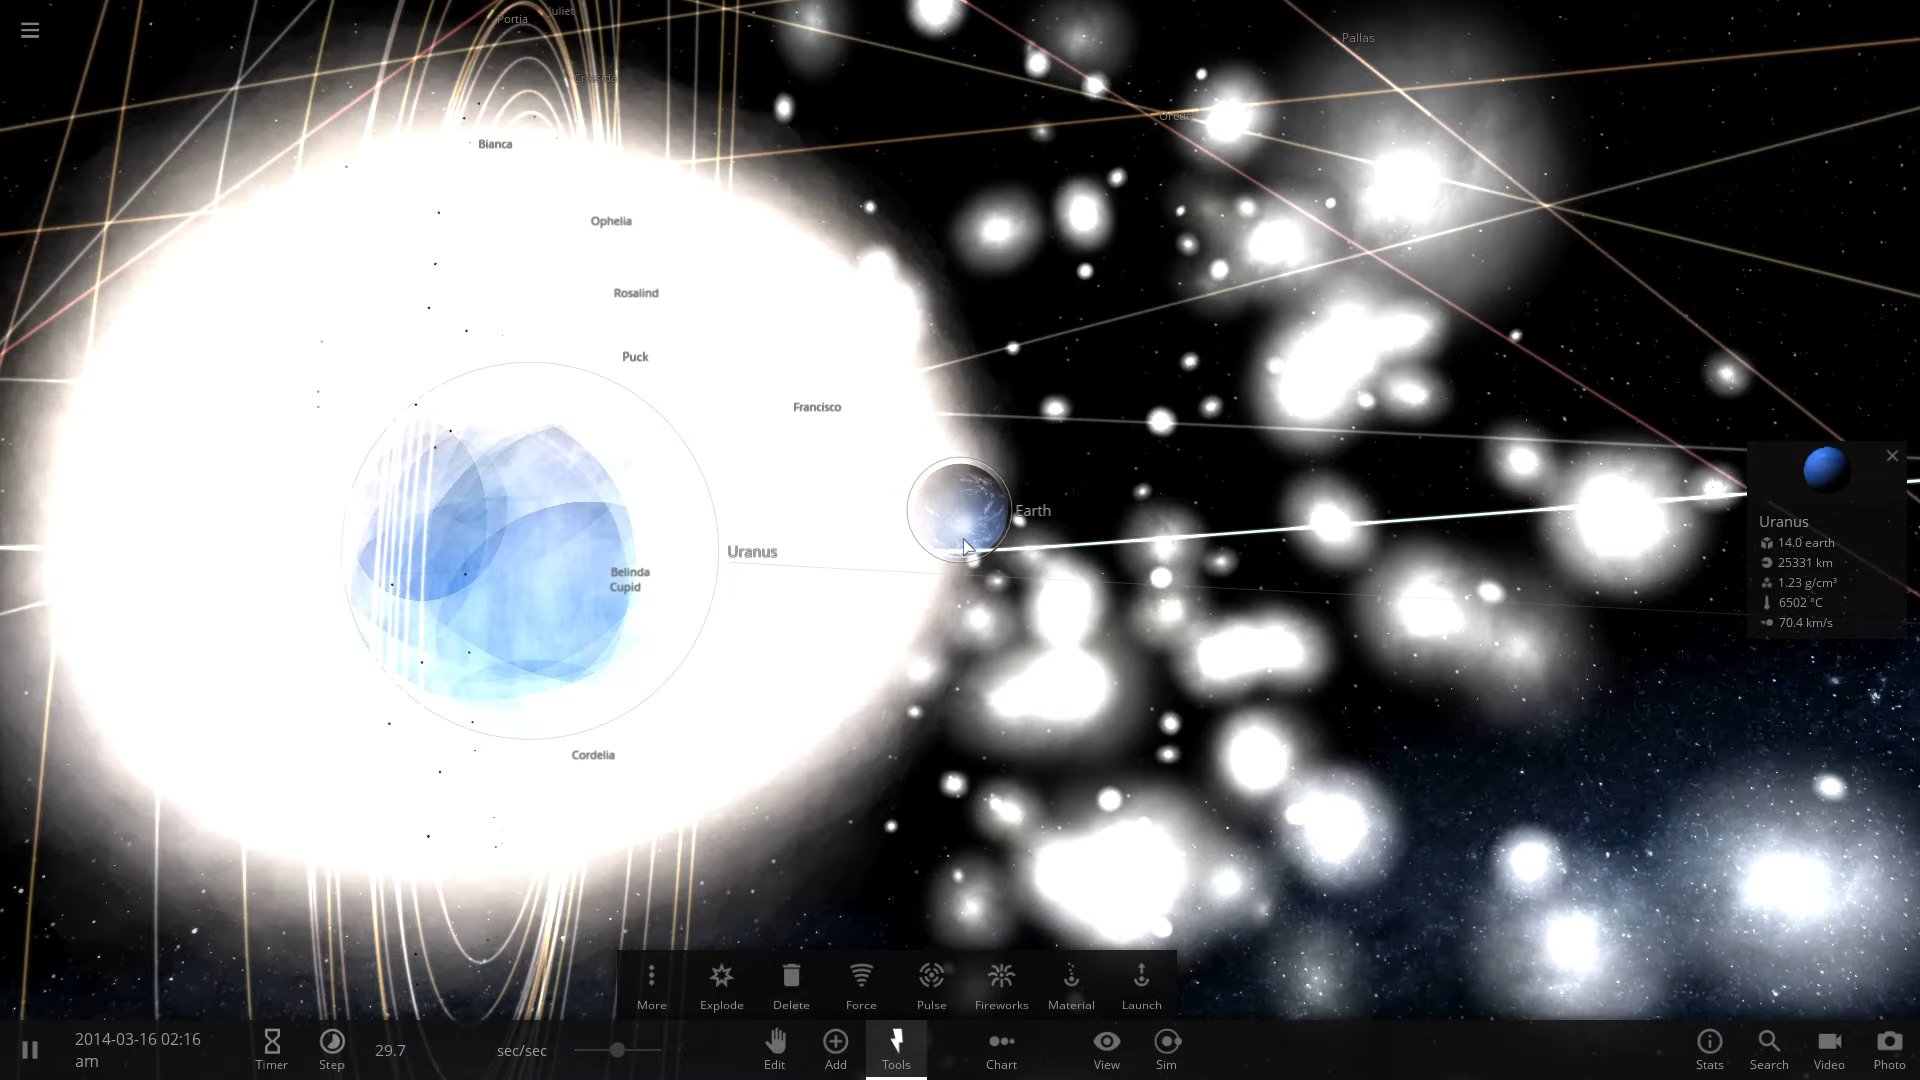 Portia
Juliet
Pallas
Cressida
Orcus
Bianca
Ophelia
Rosalind
Puck
Francisco
Earth
Uranus
Belinda
Cupid
Cordelia
Uranus
14.0 earth
25331 km
1.23 g/cm³
6502 °C
70.4 km/s
More
Explode
Delete
Force
Pulse
Fireworks
Material
Launch
2014-03-16 02:16
am
Timer
Step
29.7
sec/sec
Edit
Add
Tools
Chart
View
Sim
Stats
Search
Video
Photo